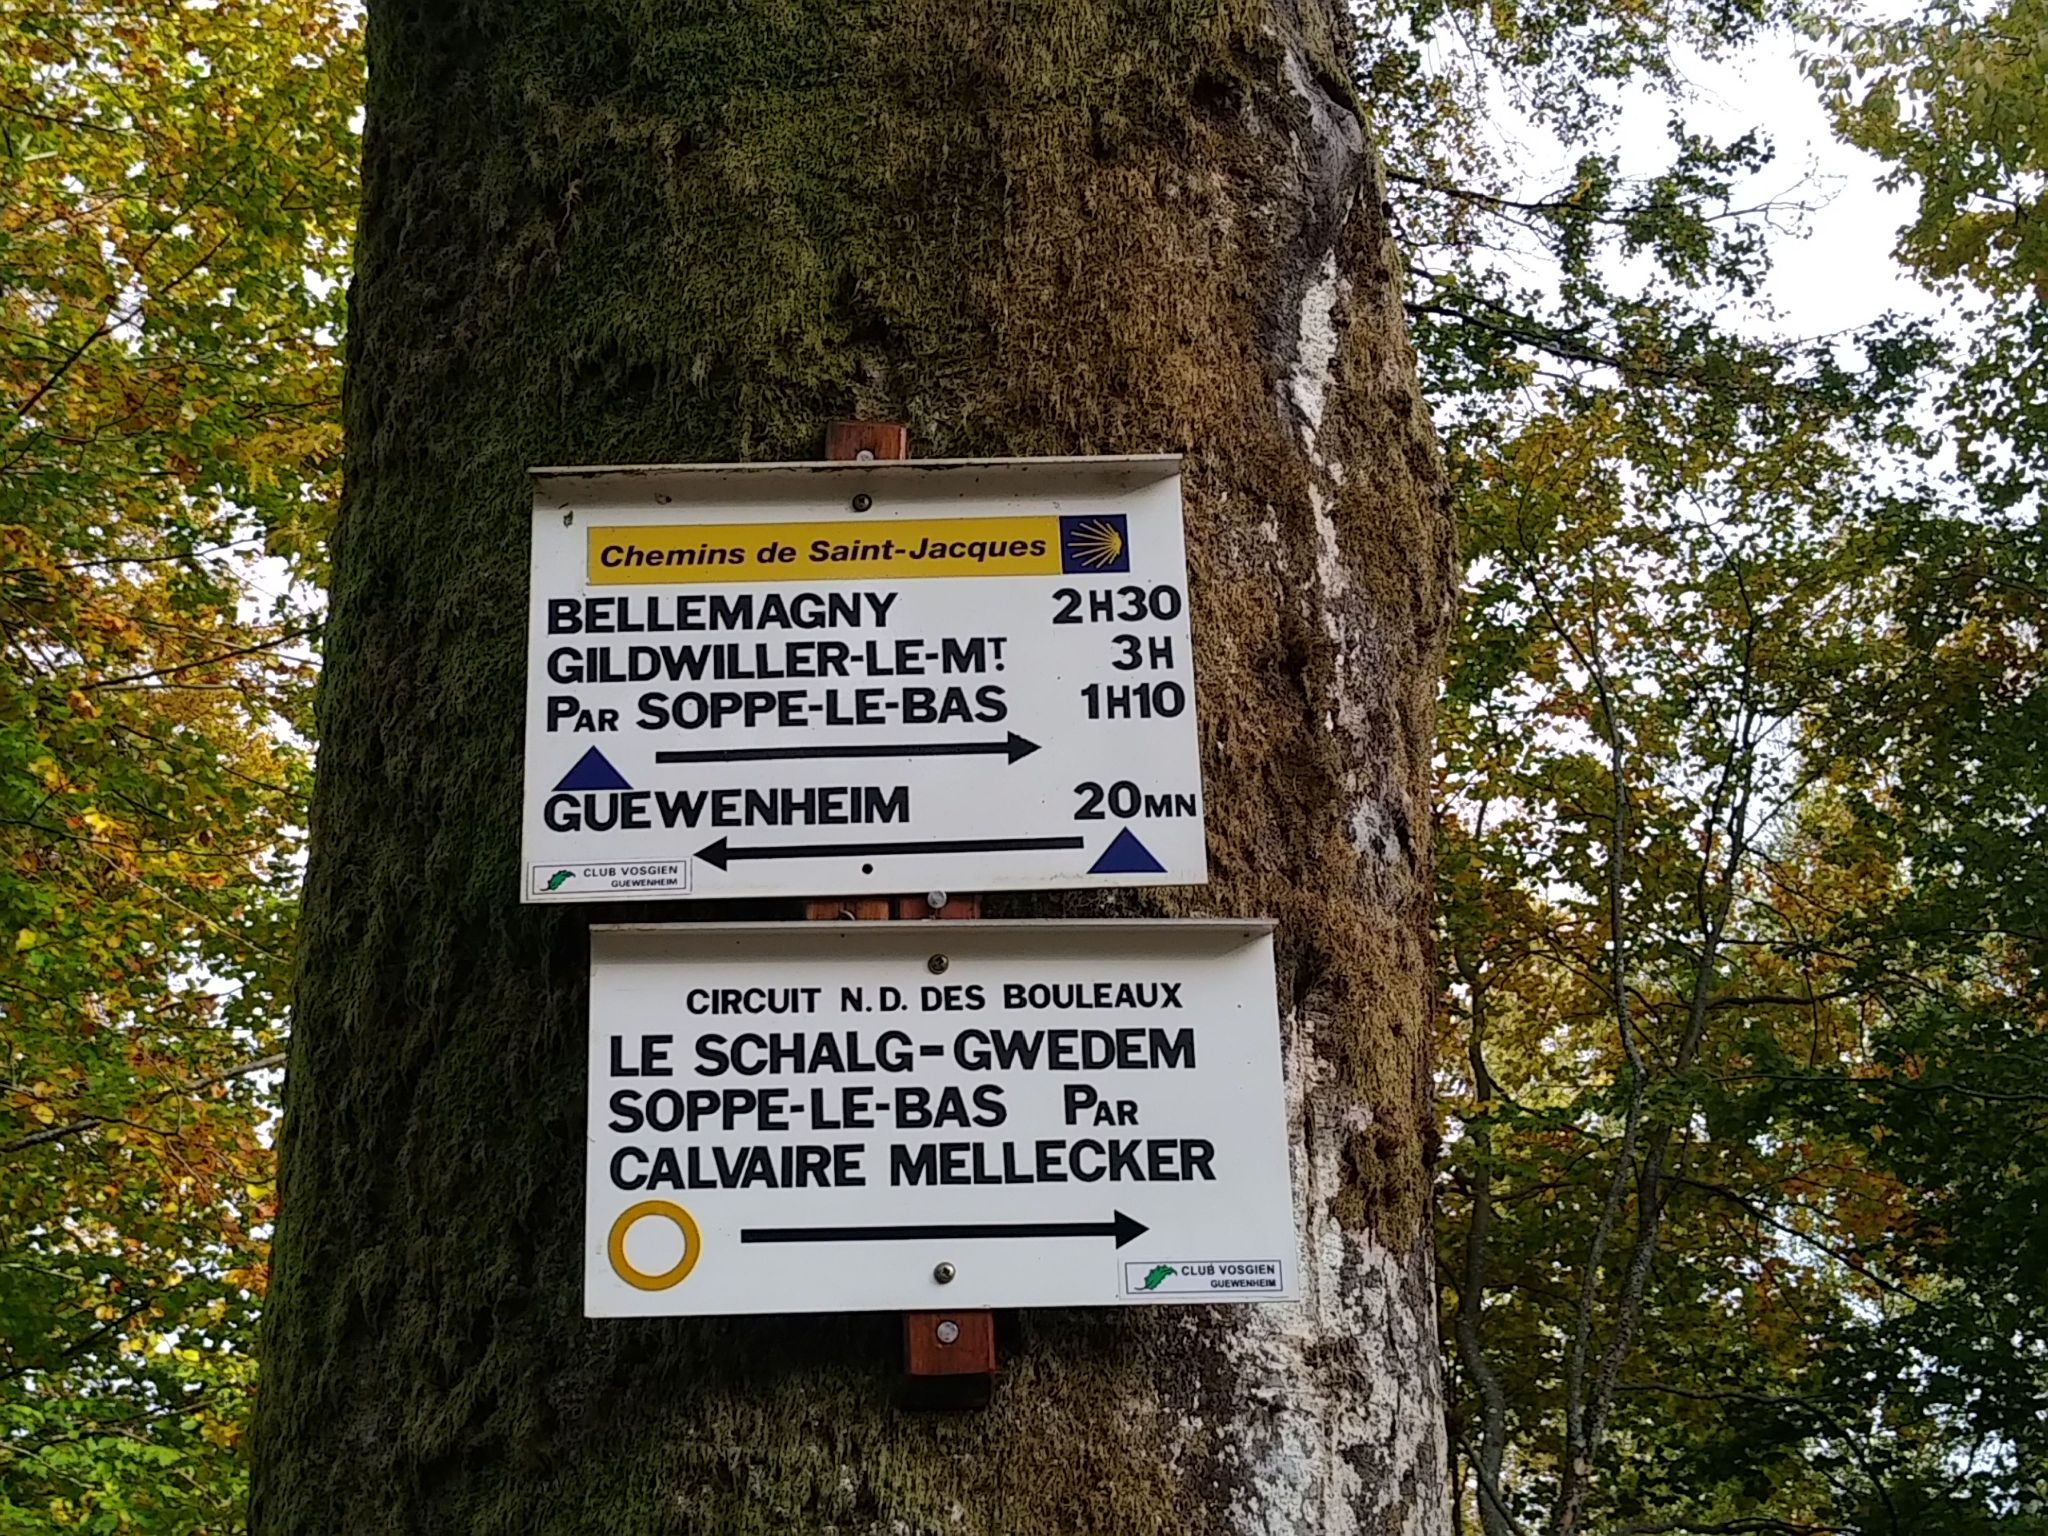 Chemins de Saint-Jacques
BELLEMAGNY 2H30
GILDWILLER-LE-MT. 3H
PAR SOPPE-LE-BAS 1H10
GUEWENHEIM 20MN
CLUB VOSGIEN
GUEWENHEIM
CIRCUIT N.D. DES BOULEAUX
LE SCHALG-GWEDEM
SOPPE-LE-BAS PAR
CALVAIRE MELLECKER
CLUB VOSGIEN
GUEWENHEIM